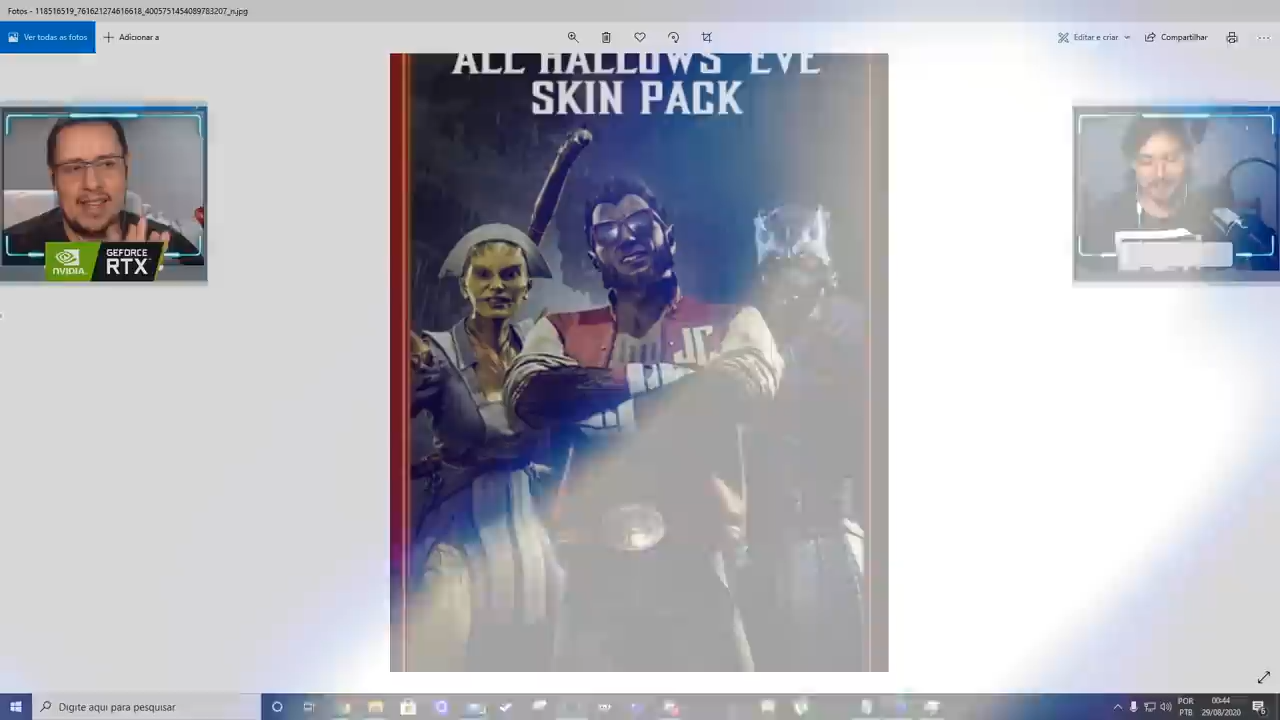 Fotos - 118516519_761621274616618_4005751454089783207_n.jpg
Ver todas as fotos
Adicionar a
Editar e criar
Compartilhar
ALL HALLOWS' EVE
SKIN PACK
JC
NVIDIA.
GEFORCE
RTX
Digite aqui para pesquisar
POR
PTB
00:44
29/08/2020